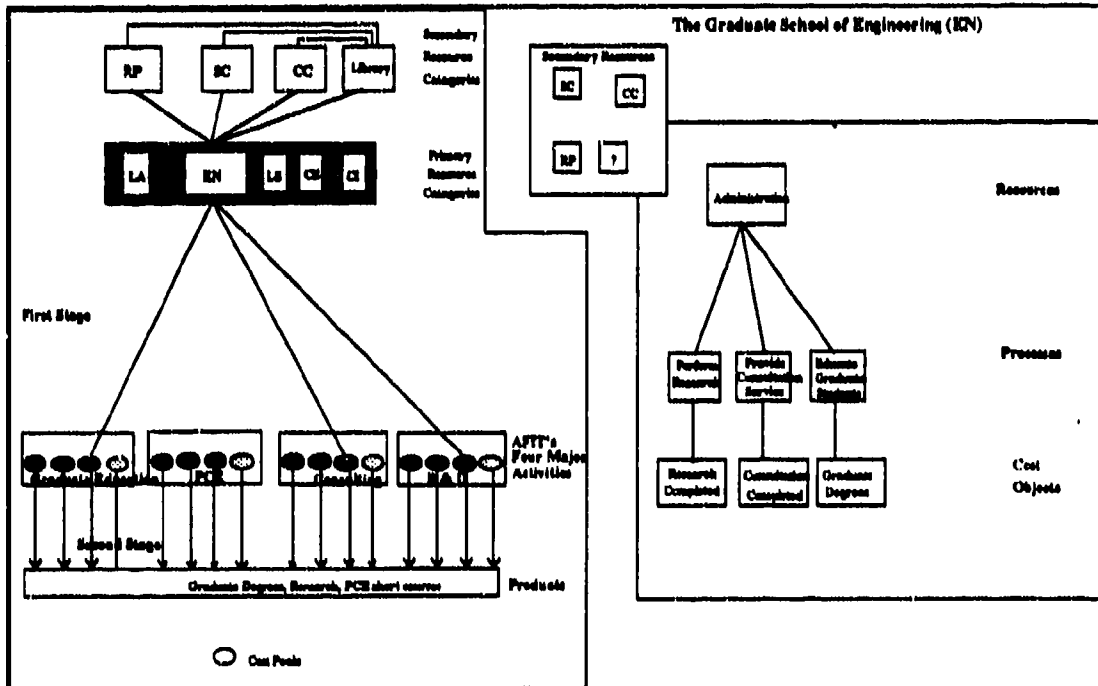 The Graduate School of Engineering (EN)
Secondary
Resource
Categories
RP
SC
CC
Library
LA
EN
LS
CE
CI
Primary
Resource
Categories
First Stage
AFIT's
Four Major
Activities
Graduate Education
PCE
Consulting
R & D
Second Stage
Graduate Degrees, Research, PCE short courses
Products
Cost Pools
Secondary Resources
SC
CC
RP
?
Administration
Resources
Perform
Research
Provide
Consultation
Service
Educate
Graduate
Students
Processes
Research
Completed
Consultation
Completed
Graduate
Degrees
Cost
Objects